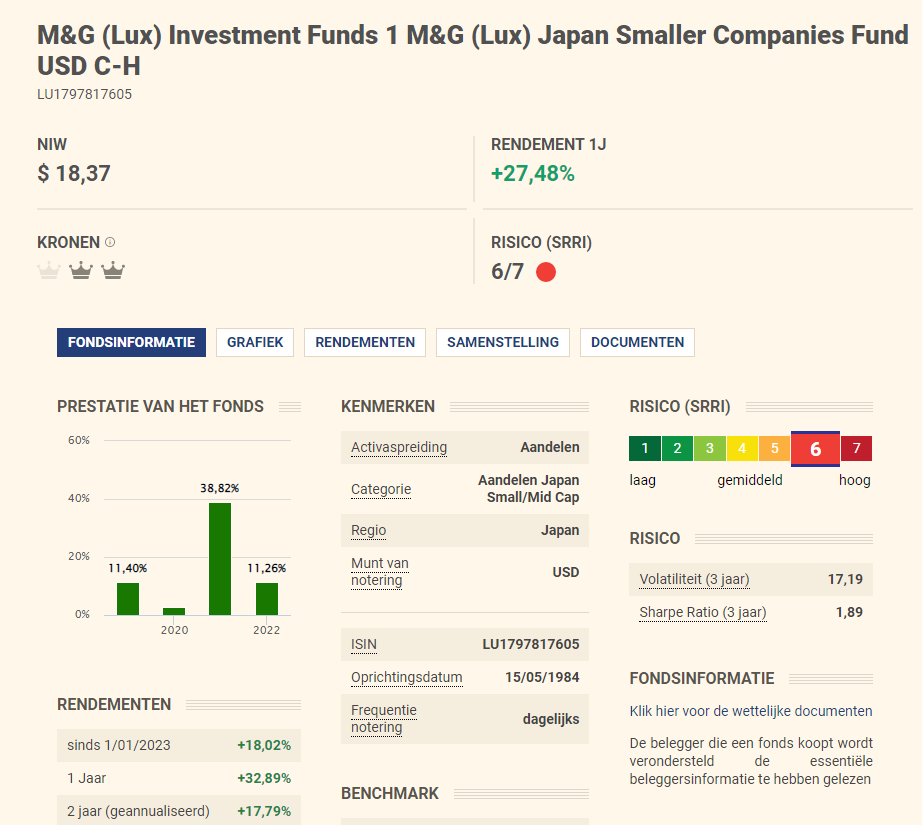 M&G (Lux) Investment Funds 1 M&G (Lux) Japan Smaller Companies Fund
USD C-H
LU1797817605
NIW
$ 18,37
RENDEMENT 1J
+27,48%
KRONEN
RISICO (SRRI)
6/7
FONDSINFORMATIE
GRAFIEK
RENDEMENTEN
SAMENSTELLING
DOCUMENTEN
PRESTATIE VAN HET FONDS
60%
40%
20%
0%
11,40%
38,82%
11,26%
2020
2022
RENDEMENTEN
sinds 1/01/2023 +18,02%
1 Jaar +32,89%
2 jaar (geannualiseerd) +17,79%
KENMERKEN
Activaspreiding Aandelen
Categorie Aandelen Japan
Small/Mid Cap
Regio Japan
Munt van
notering USD
ISIN LU1797817605
Oprichtingsdatum 15/05/1984
Frequentie
notering dagelijks
BENCHMARK
RISICO (SRRI)
1 2 3 4 5 6 7
laag gemiddeld hoog
RISICO
Volatiliteit (3 jaar) 17,19
Sharpe Ratio (3 jaar) 1,89
FONDSINFORMATIE
Klik hier voor de wettelijke documenten
De belegger die een fonds koopt wordt
verondersteld de essentiële
beleggersinformatie te hebben gelezen